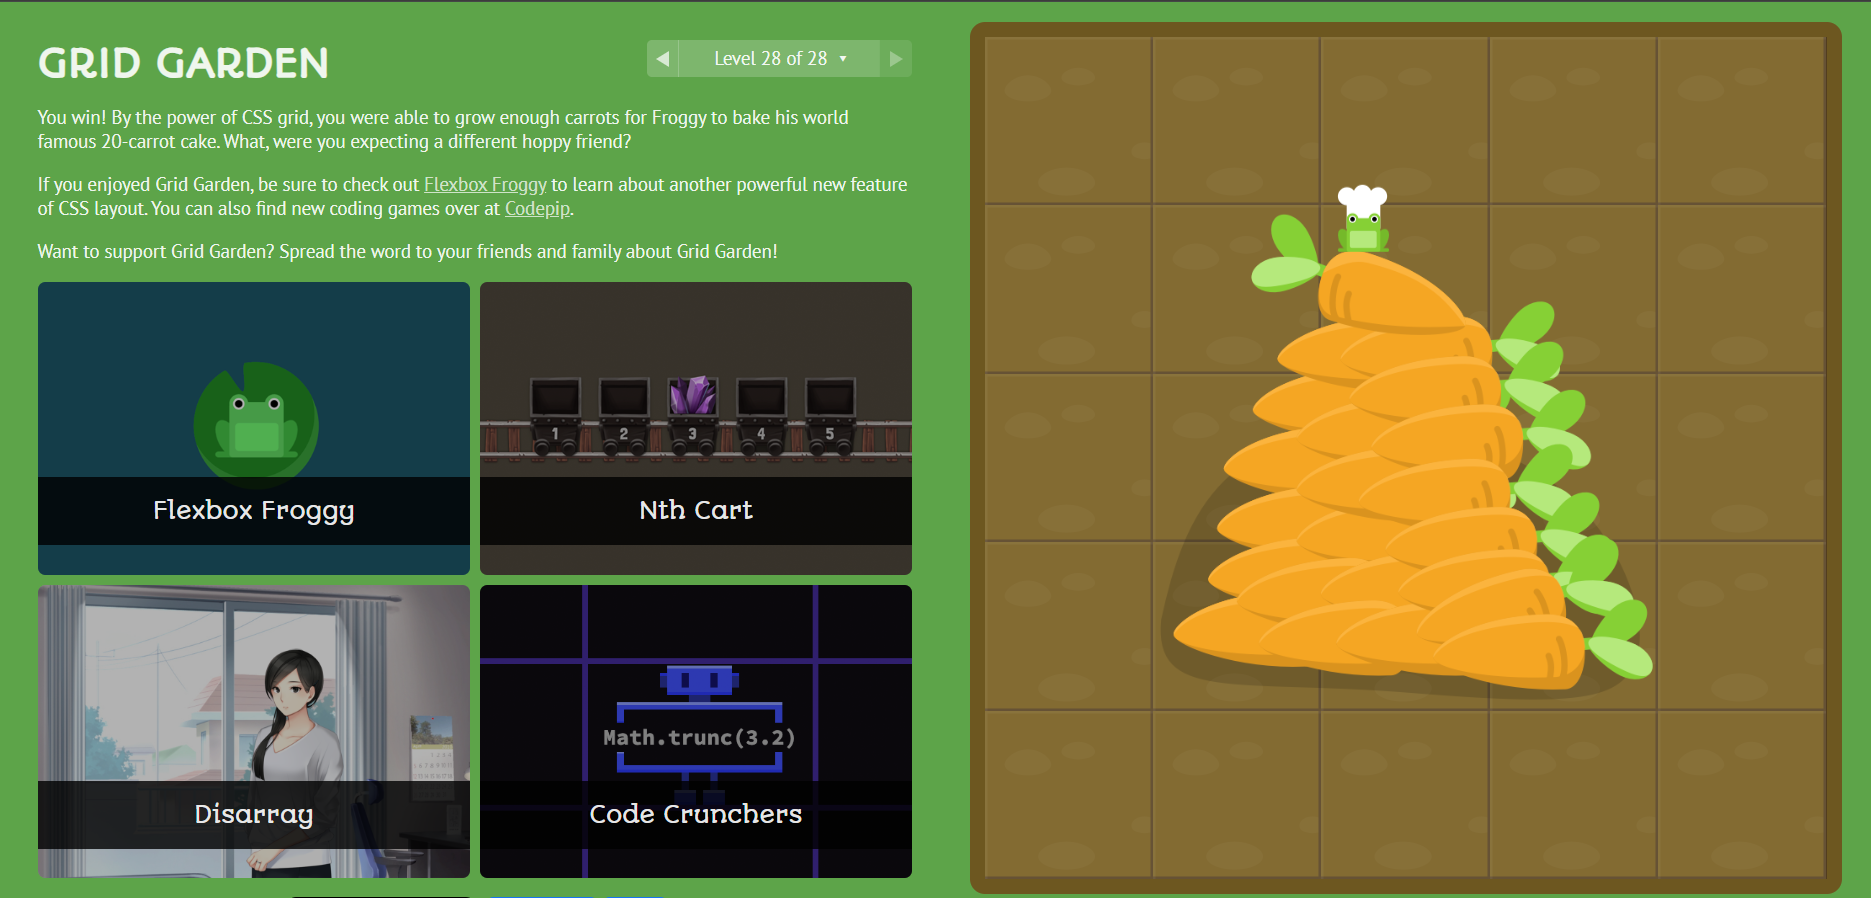 GRID GARDEN
Level 28 of 28
You win! By the power of CSS grid, you were able to grow enough carrots for Froggy to bake his world
famous 20-carrot cake. What, were you expecting a different hoppy friend?
If you enjoyed Grid Garden, be sure to check out Flexbox Froggy to learn about another powerful new feature
of CSS layout. You can also find new coding games over at Codepip.
Want to support Grid Garden? Spread the word to your friends and family about Grid Garden!
1 2 3 4 5
Flexbox Froggy
Nth Cart
Math.trunc(3.2)
Disarray
Code Crunchers